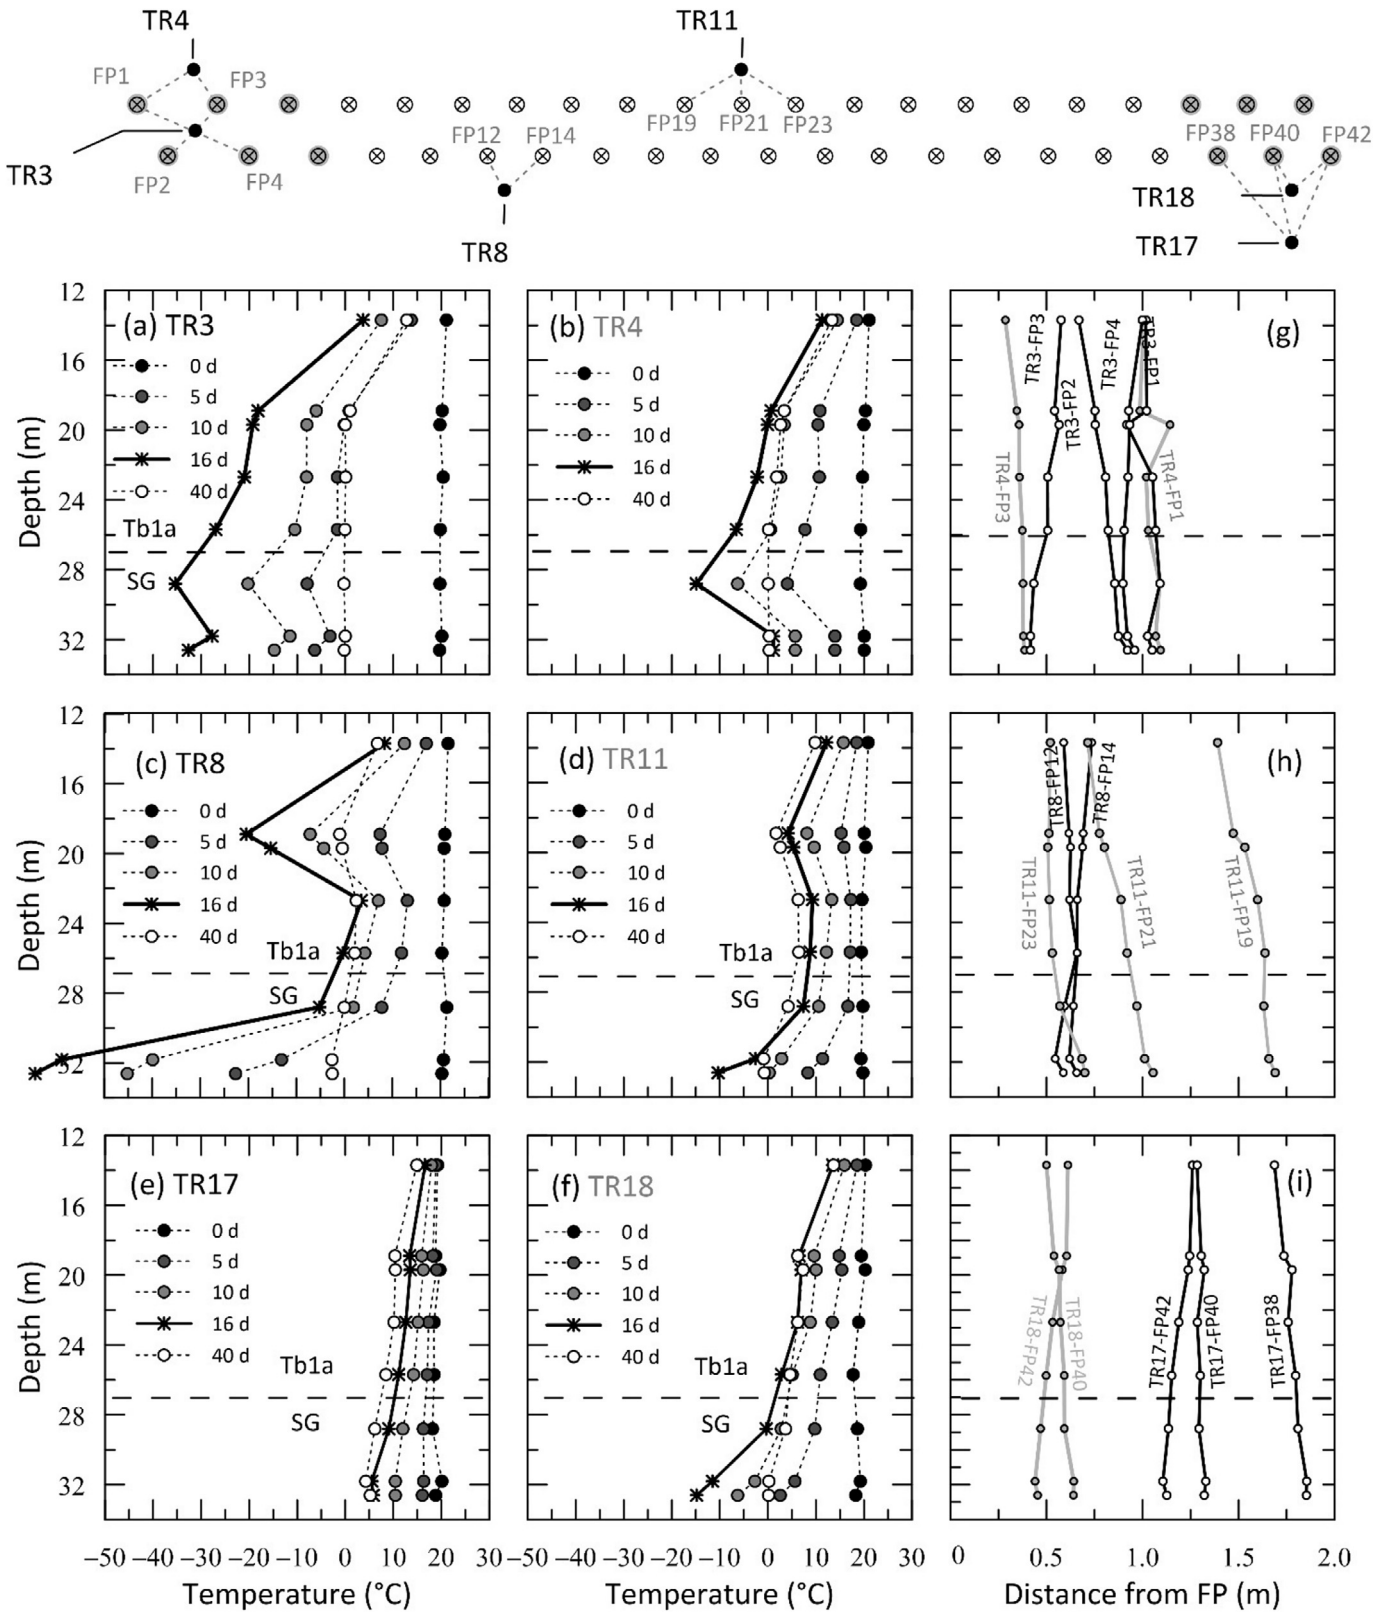 TR4
TR11
FP1
FP3
FP19
FP21
FP23
FP12
FP14
FP38
FP40
FP42
TR3
FP2
FP4
TR18
TR8
TR17
12
16
20
24
28
32
Depth (m)
(a) TR3
0 d
5 d
10 d
16 d
40 d
Tb1a
SG
(b) TR4
0 d
5 d
10 d
16 d
40 d
(g)
TR3-FP3
TR3-FP2
TR3-FP4
TR3-FP1
TR4-FP3
TR4-FP1
12
16
20
24
28
32
Depth (m)
(c) TR8
0 d
5 d
10 d
16 d
40 d
Tb1a
SG
(d) TR11
0 d
5 d
10 d
16 d
40 d
Tb1a
SG
(h)
TR8-FP12
TR8-FP14
TR11-FP23
TR11-FP21
TR11-FP19
12
16
20
24
28
32
Depth (m)
(e) TR17
0 d
5 d
10 d
16 d
40 d
Tb1a
SG
(f) TR18
0 d
5 d
10 d
16 d
40 d
Tb1a
SG
(i)
TR18-FP42
TR18-FP40
TR17-FP42
TR17-FP40
TR17-FP38
−50 −40 −30 −20 −10 0 10 20 30
Temperature (°C)
−50 −40 −30 −20 −10 0 10 20 30
Temperature (°C)
0 0.5 1.0 1.5 2.0
Distance from FP (m)